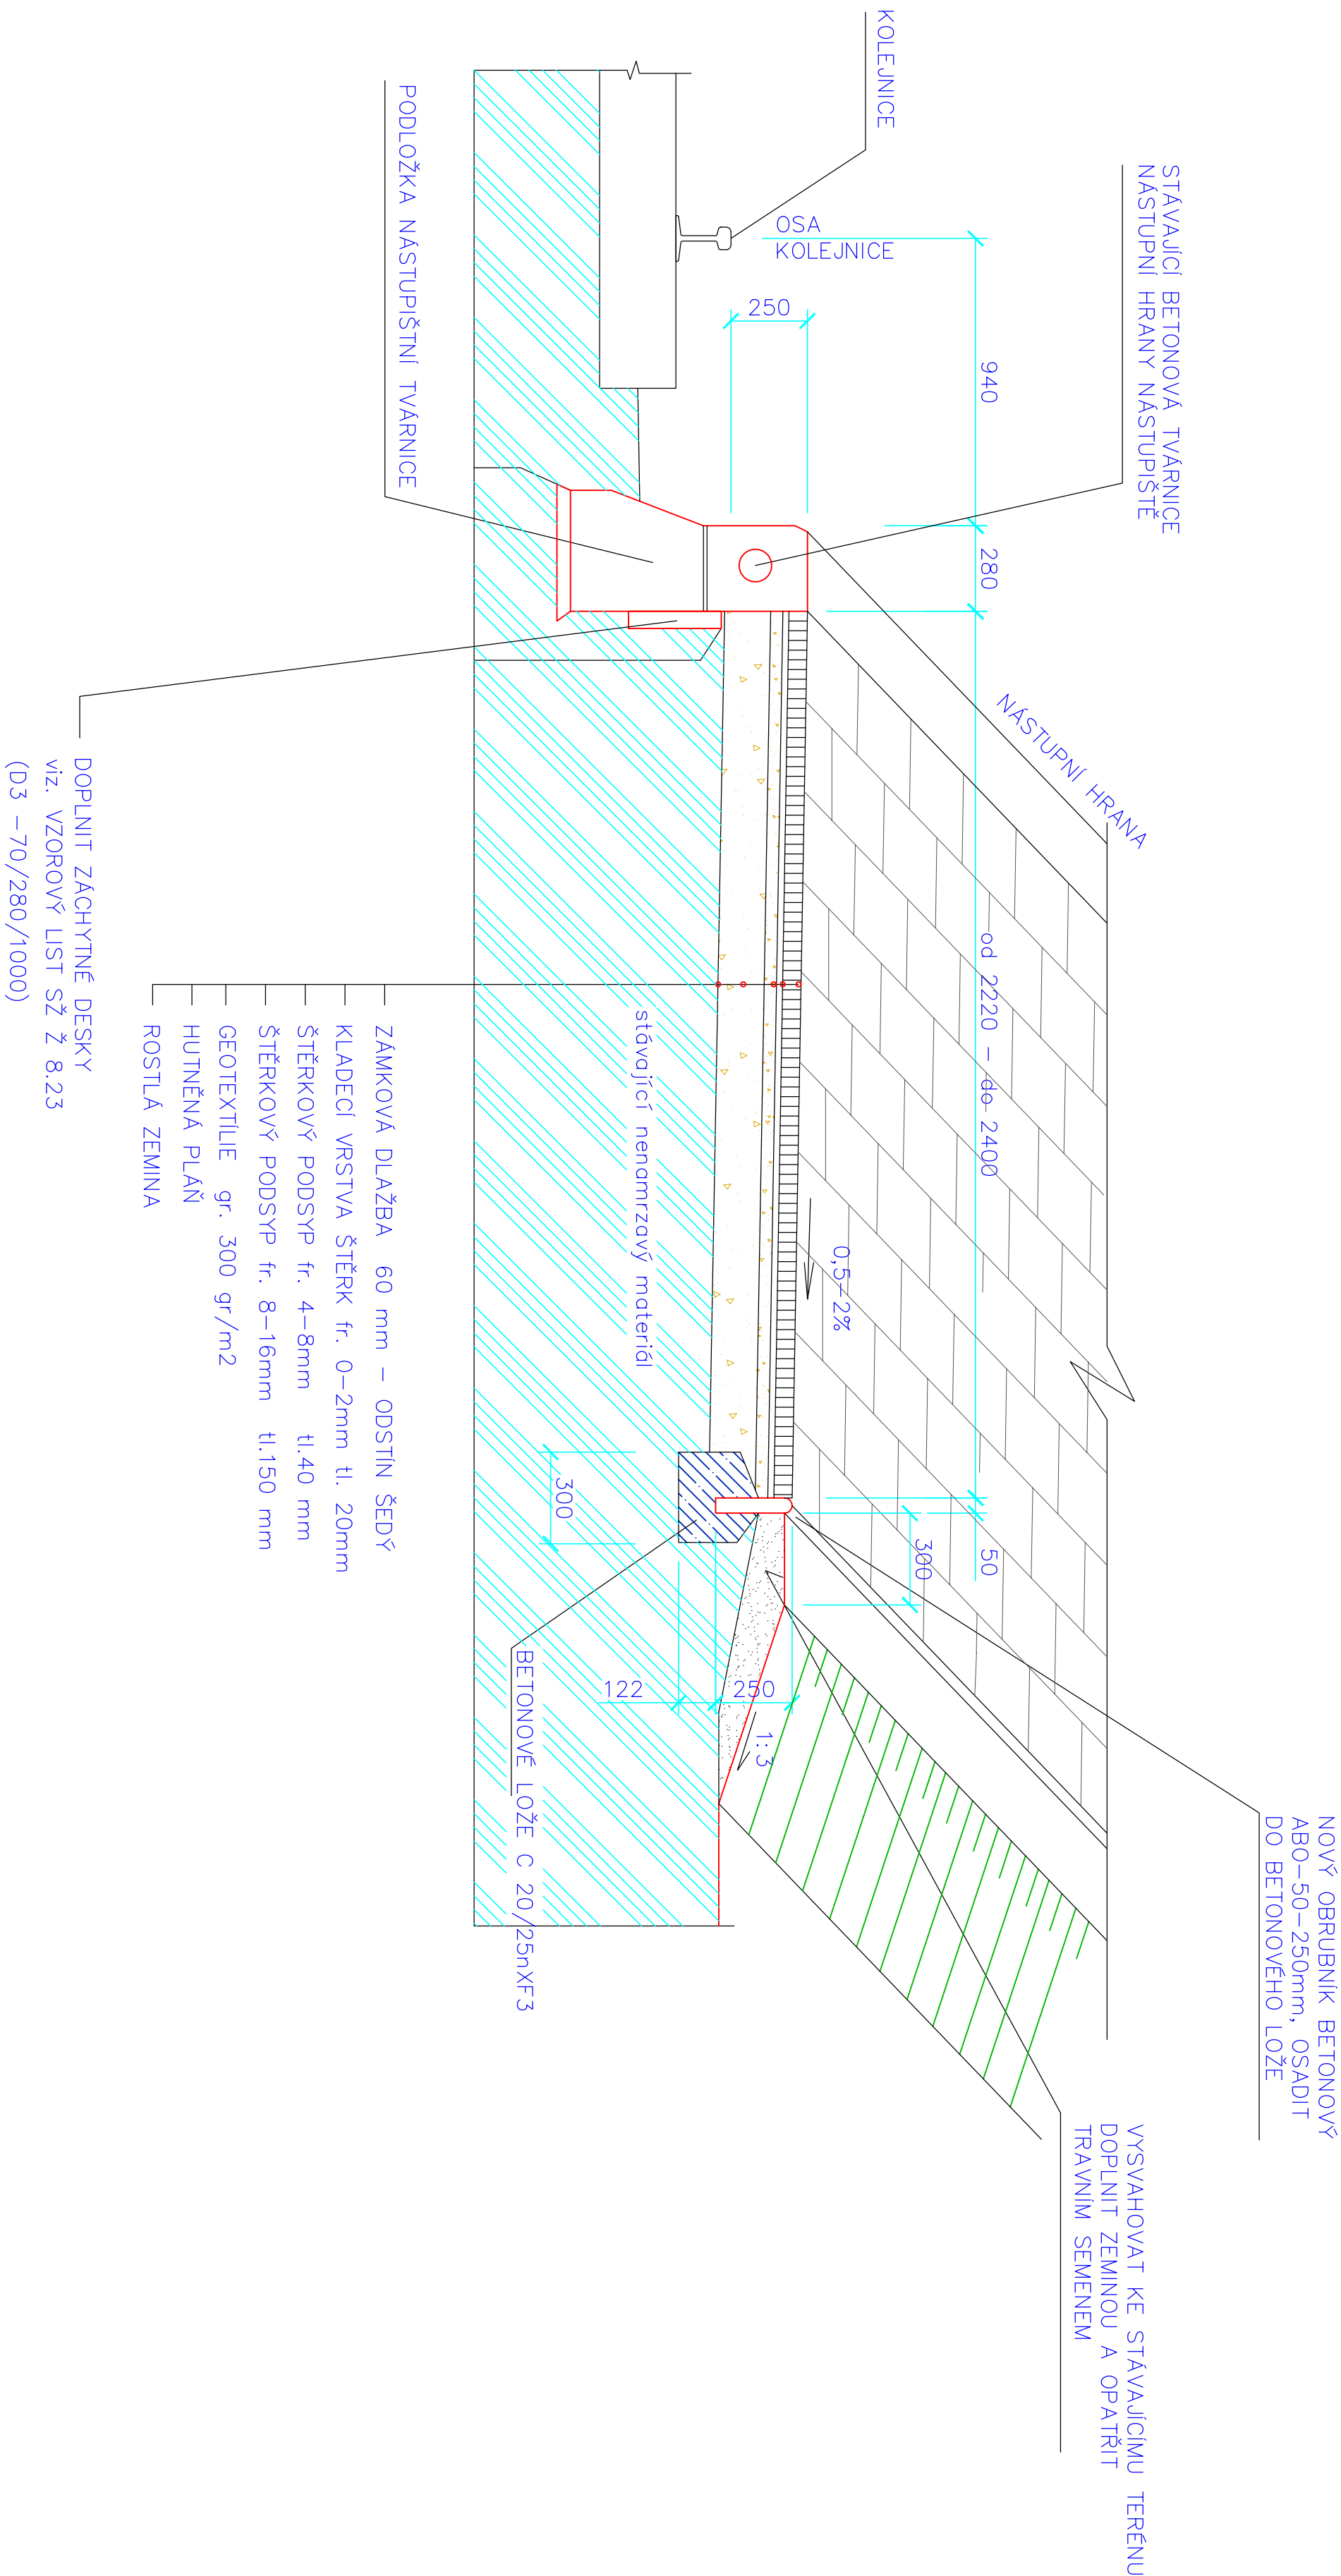 KOLEJNICE
STÁVAJÍCÍ BETONOVÁ TVÁRNICE
NÁSTUPNÍ HRANY NÁSTUPIŠTĚ
NOVÝ OBRUBNÍK BETONOVÝ
ABO-50-250mm, OSADIT
DO BETONOVÉHO LOŽE
VYSVAHOVAT KE STÁVAJÍCÍMU TERÉNU
DOPLNIT ZEMINOU A OPATŘIT
TRAVNÍM SEMENEM
NÁSTUPNÍ HRANA
940
280
od 2220 - do 2400
50
300
OSA
KOLEJNICE
250
0,5-2%
250
1:3
122
stávající nenamrzavý materiál
300
BETONOVÉ LOŽE C 20/25nXF3
PODLOŽKA NÁSTUPIŠTNÍ TVÁRNICE
ZÁMKOVÁ DLAŽBA 60 mm - ODSTÍN ŠEDÝ
KLADECÍ VRSTVA ŠTĚRK fr. 0-2mm tl. 20mm
ŠTĚRKOVÝ PODSYP fr. 4-8mm tl.40 mm
ŠTĚRKOVÝ PODSYP fr. 8-16mm tl.150 mm
GEOTEXTÍLIE gr. 300 gr/m2
HUTNĚNÁ PLÁŇ
ROSTLÁ ZEMINA
DOPLNIT ZÁCHYTNÉ DESKY
viz. VZOROVÝ LIST SŽ Ž 8.23
(D3 -70/280/1000)